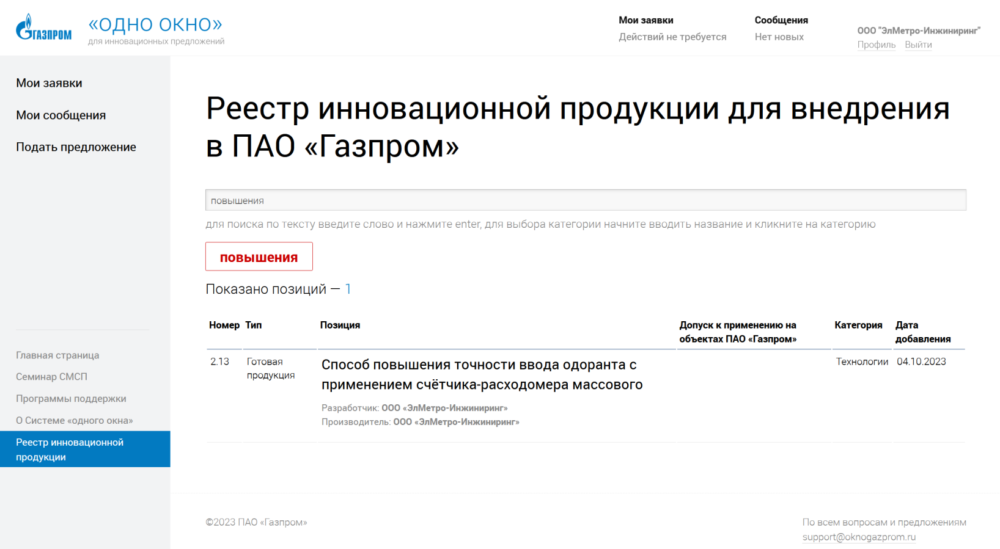 ГАЗПРОМ
«ОДНО ОКНО»
для инновационных предложений
Мои заявки
Действий не требуется
Сообщения
Нет новых
ООО "ЭлМетро-Инжиниринг"
Профиль Выйти
Мои заявки
Мои сообщения
Подать предложение
Главная страница
Семинар СМСП
Программы поддержки
О Системе «одного окна»
Реестр инновационной
продукции
Реестр инновационной продукции для внедрения
в ПАО «Газпром»
повышения
для поиска по тексту введите слово и нажмите enter, для выбора категории начните вводить название и кликните на категорию
повышения
Показано позиций — 1
Номер Тип Позиция Допуск к применению на Категория Дата
объектах ПАО «Газпром» добавления
2.13 Готовая Способ повышения точности ввода одоранта с Технологии 04.10.2023
продукция применением счётчика-расходомера массового
Разработчик: ООО «ЭлМетро-Инжиниринг»
Производитель: ООО «ЭлМетро-Инжиниринг»
©2023 ПАО «Газпром»
По всем вопросам и предложениям
support@oknogazprom.ru